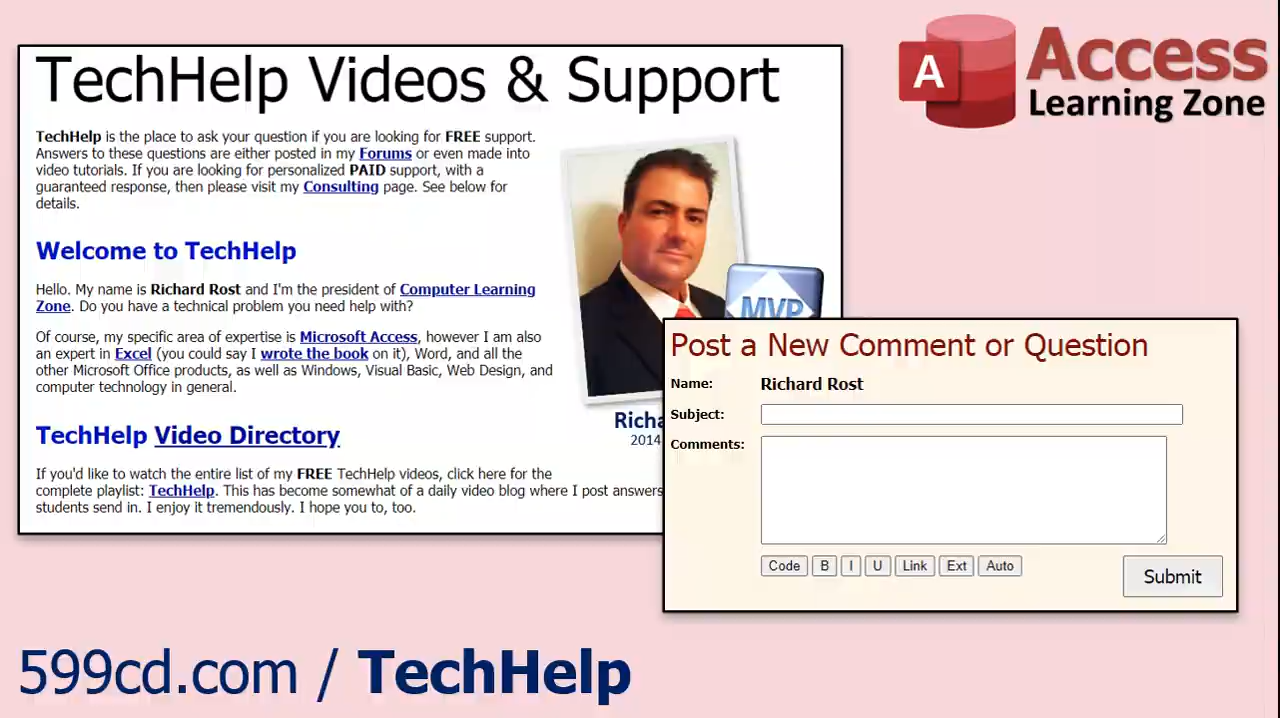 TechHelp Videos & Support
TechHelp is the place to ask your question if you are looking for FREE support.
Answers to these questions are either posted in my Forums or even made into
video tutorials. If you are looking for personalized PAID support, with a
guaranteed response, then please visit my Consulting page. See below for
details.
Welcome to TechHelp
Hello. My name is Richard Rost and I'm the president of Computer Learning
Zone. Do you have a technical problem you need help with?
Of course, my specific area of expertise is Microsoft Access, however I am also
an expert in Excel (you could say I wrote the book on it), Word, and all the
other Microsoft Office products, as well as Windows, Visual Basic, Web Design, and
computer technology in general.
TechHelp Video Directory
If you'd like to watch the entire list of my FREE TechHelp videos, click here for the
complete playlist: TechHelp. This has become somewhat of a daily video blog where I post answers
students send in. I enjoy it tremendously. I hope you to, too.
MVP
Richa
2014
A
Access
Learning Zone
Post a New Comment or Question
Name: Richard Rost
Subject:
Comments:
Code B I U Link Ext Auto
Submit
599cd.com / TechHelp